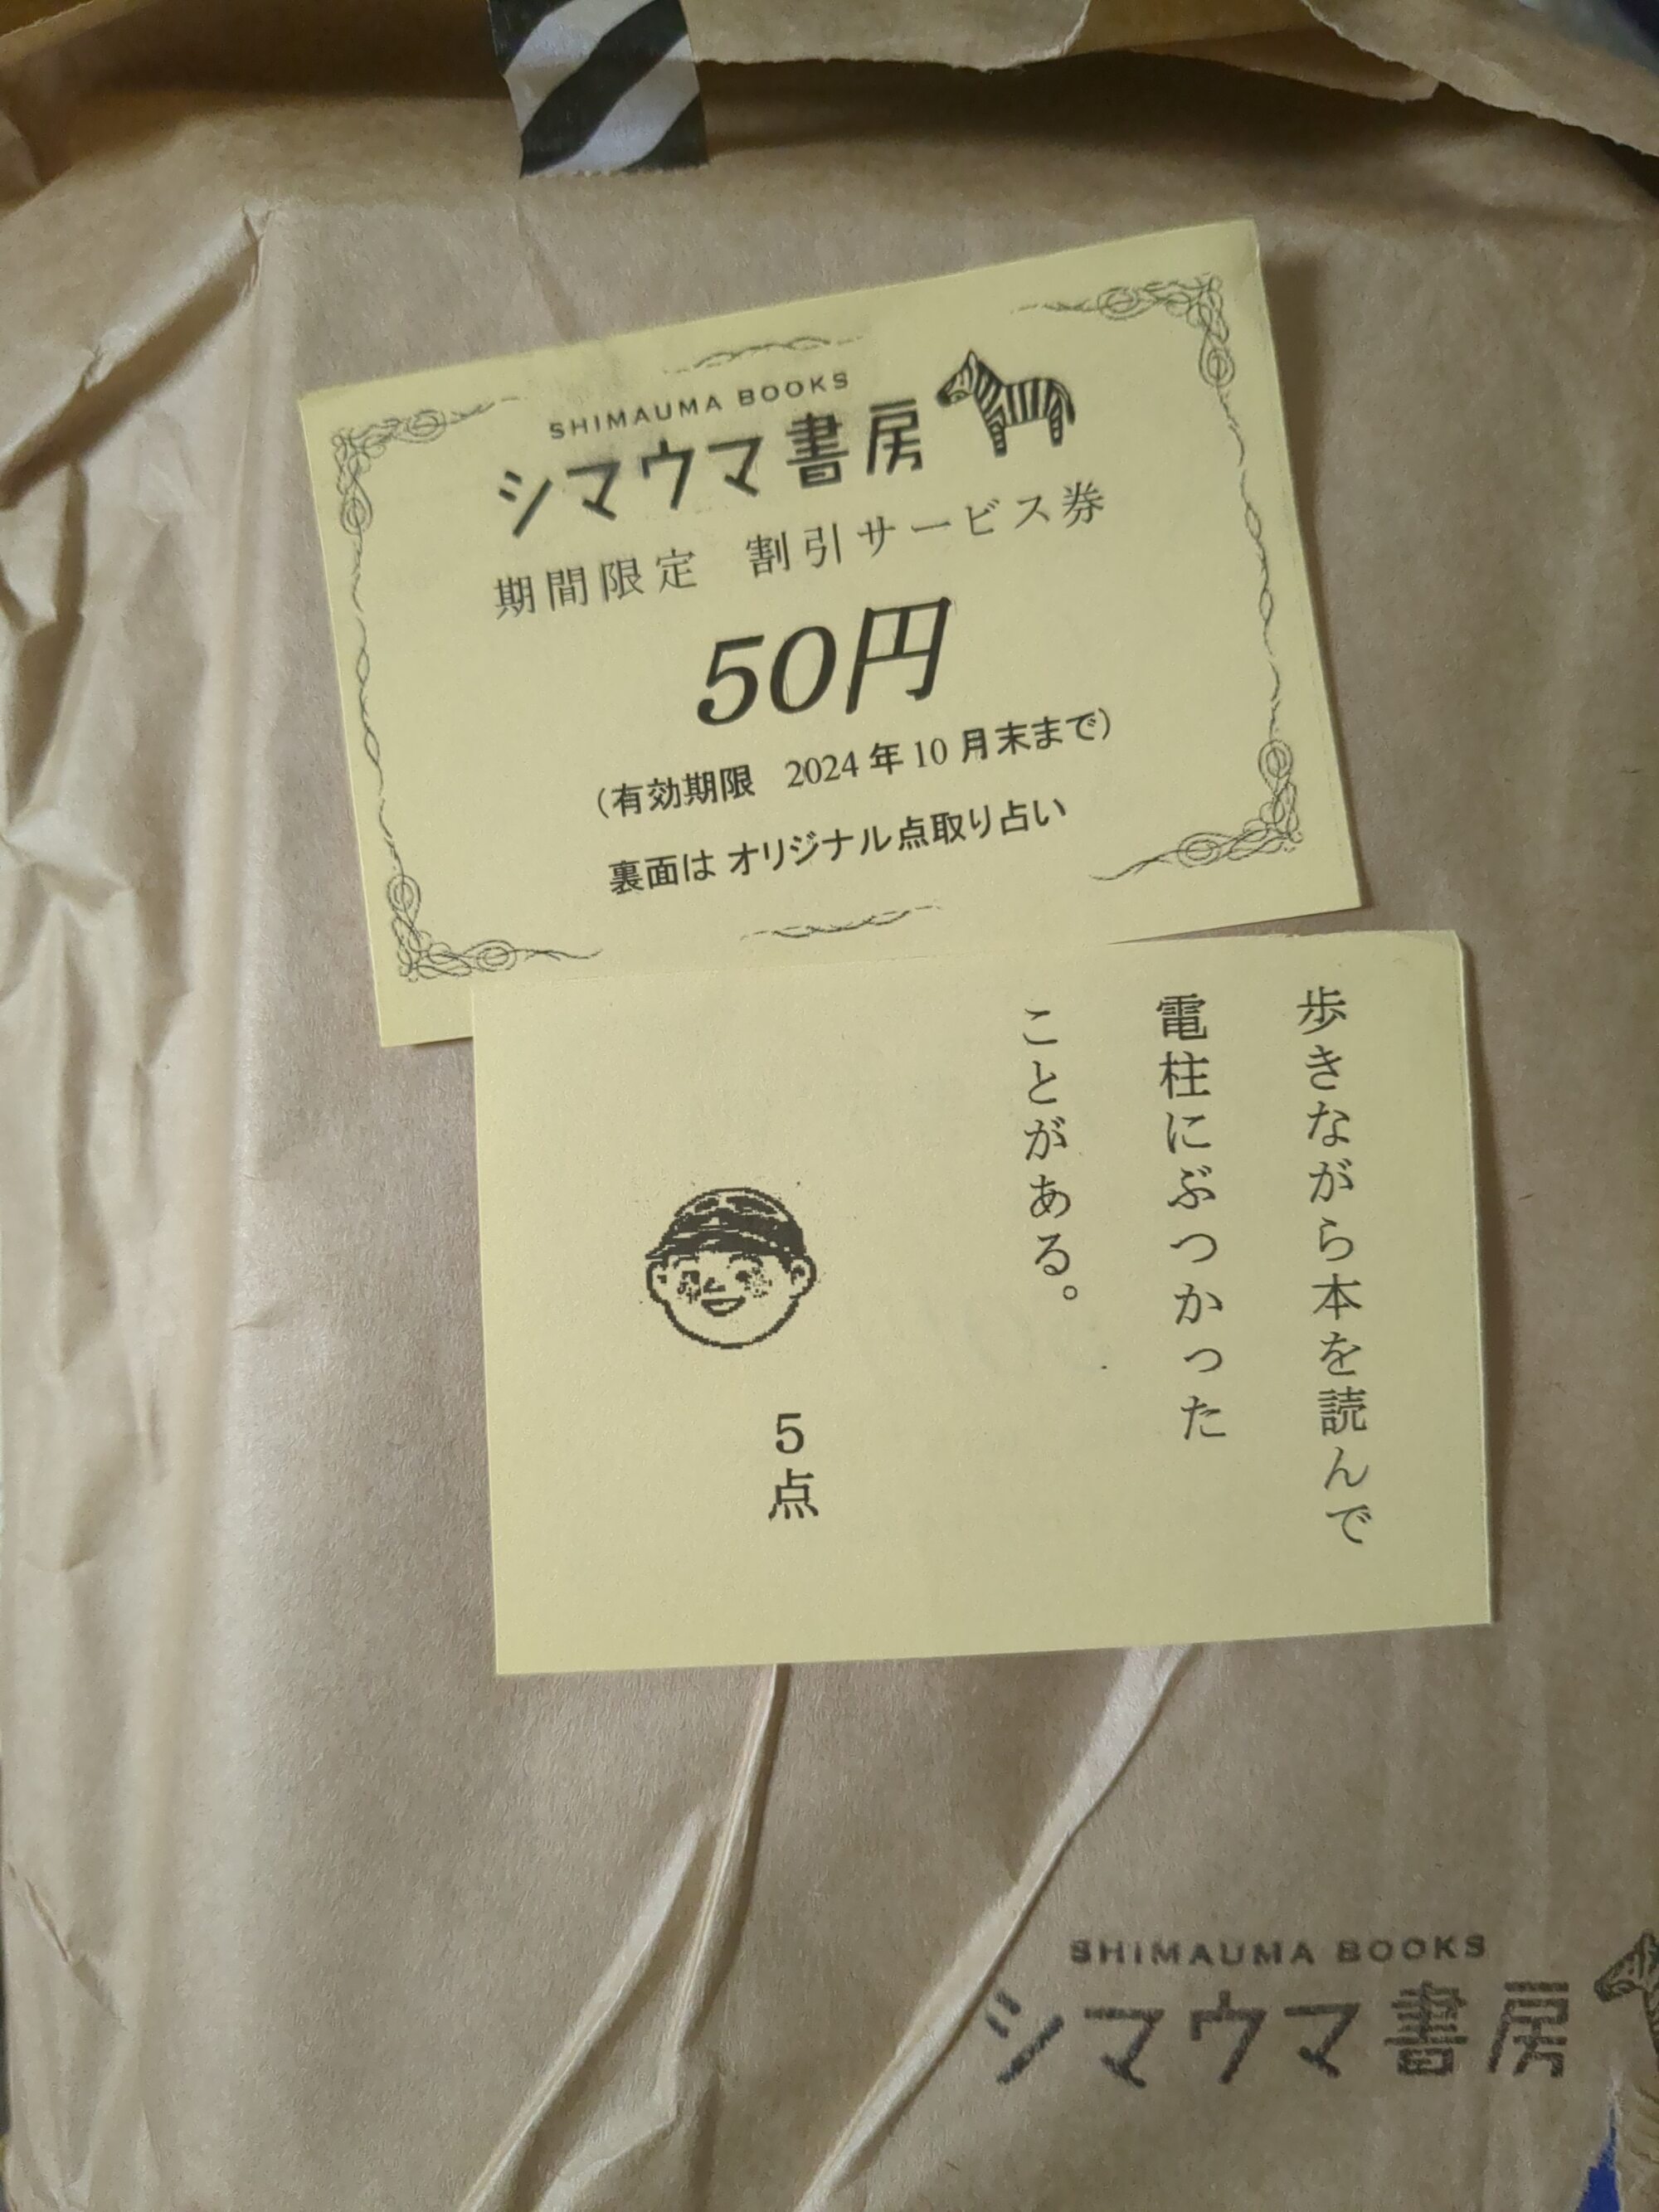 SHIMAUMA BOOKS
シマウマ書房
期間限定 割引サービス券
50円
（有効期限 2024年10月末まで）
裏面は オリジナル点取り占い
歩きながら本を読んで
電柱にぶつかった
ことがある。
5点
SHIMAUMA BOOKS
シマウマ書房